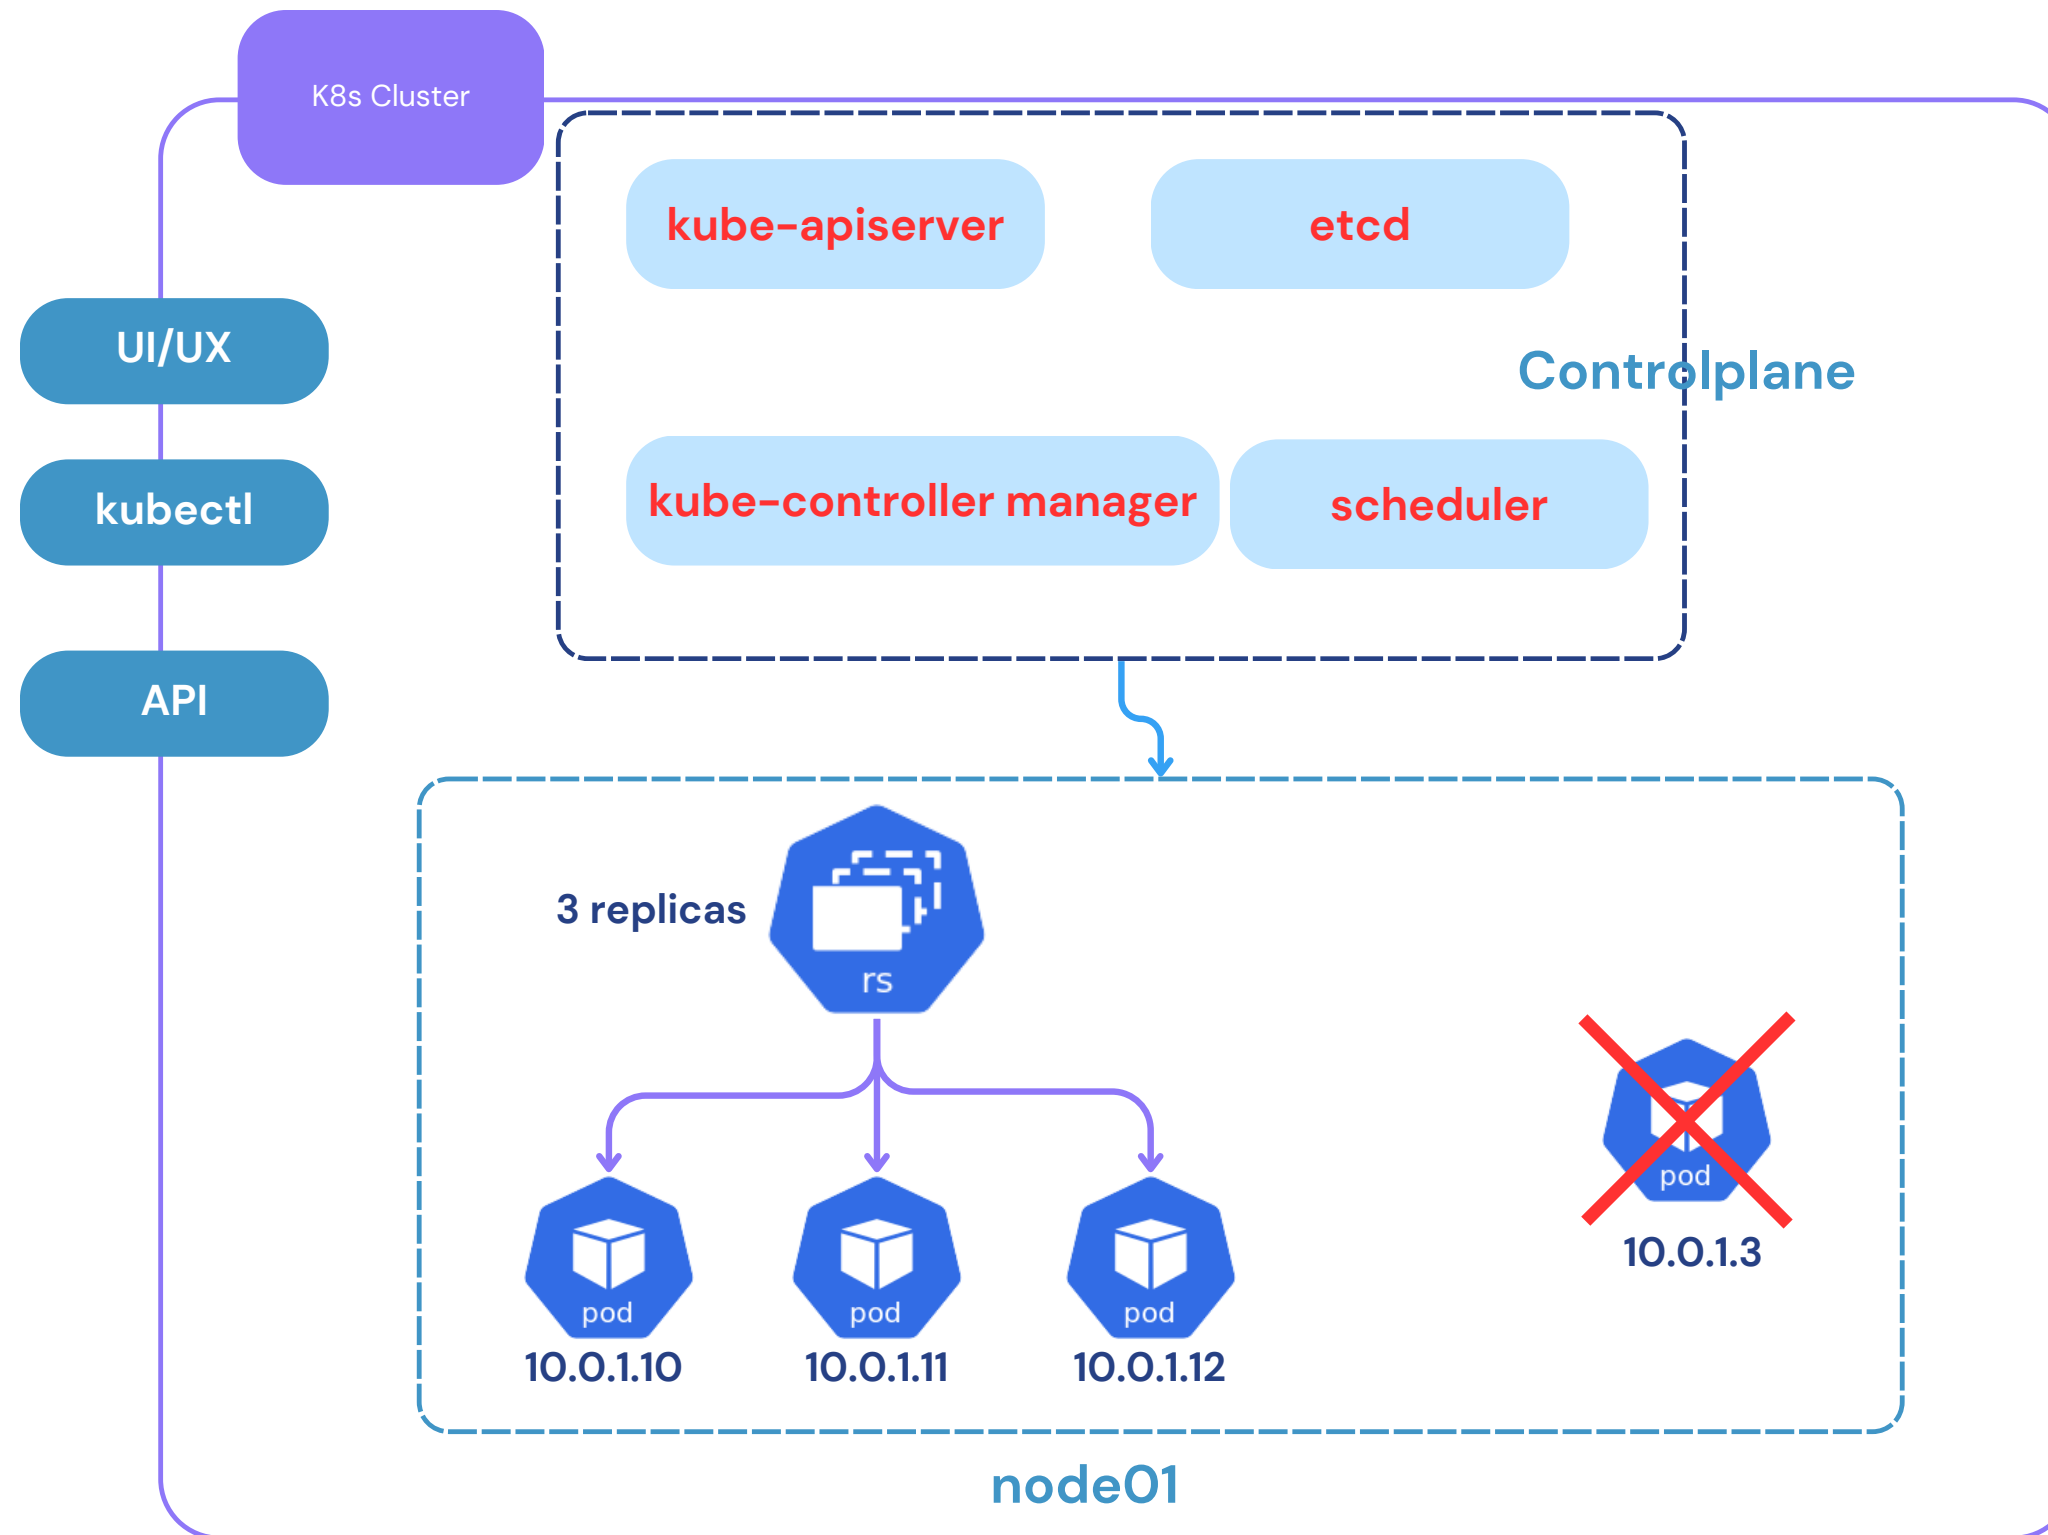 K8s Cluster
kube-apiserver
etcd
UI/UX
Controlplane
kubectl
kube-controller manager
scheduler
API
3 replicas
rs
pod
10.0.1.3
pod
pod
pod
10.0.1.10
10.0.1.11
10.0.1.12
node01